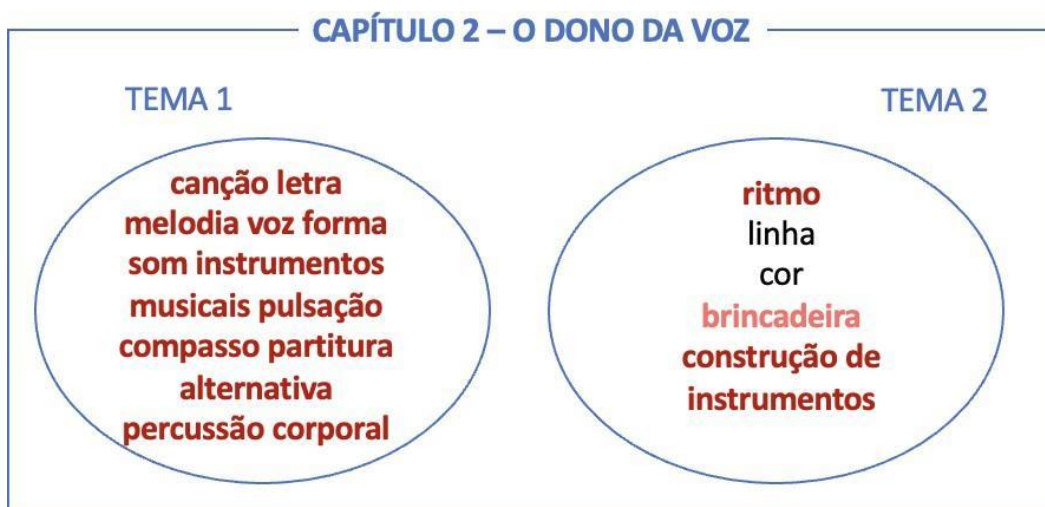 CAPÍTULO 2 – O DONO DA VOZ
TEMA 1
canção letra
melodia voz forma
som instrumentos
musicais pulsação
compasso partitura
alternativa
percussão corporal
TEMA 2
ritmo
linha
cor
brincadeira
construção de
instrumentos